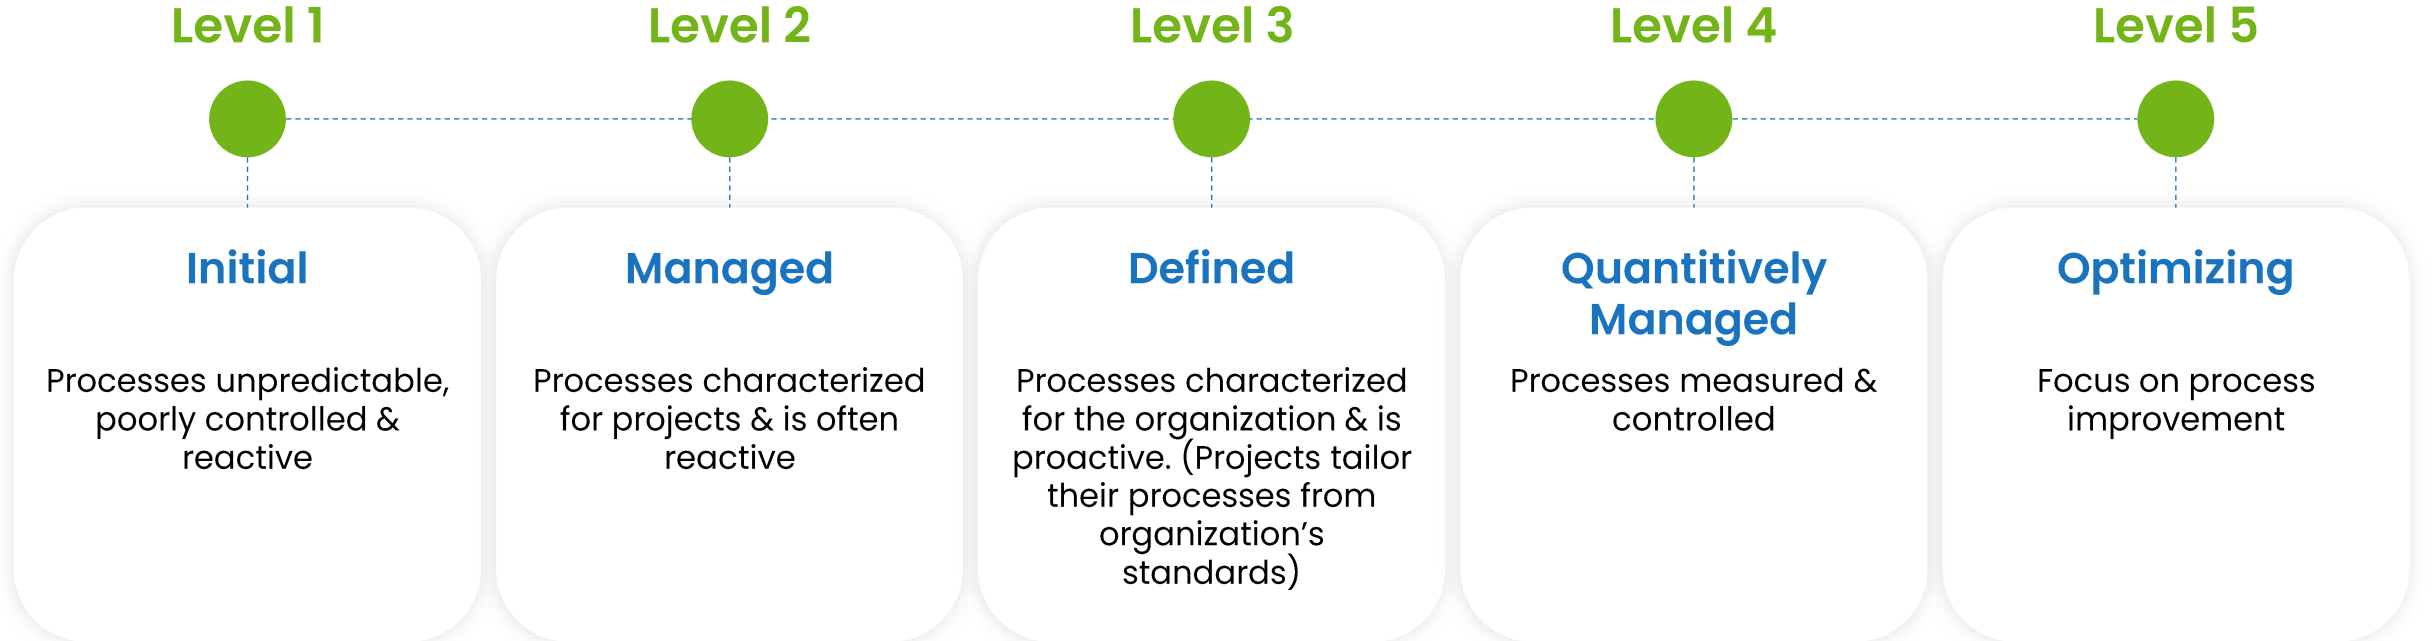 Level 1
Level 2
Level 3
Level 4
Level 5
Initial
Processes unpredictable,
poorly controlled &
reactive
Managed
Processes characterized
for projects & is often
reactive
Defined
Processes characterized
for the organization & is
proactive. (Projects tailor
their processes from
organization's
standards)
Quantitively
Managed
Processes measured &
controlled
Optimizing
Focus on process
improvement